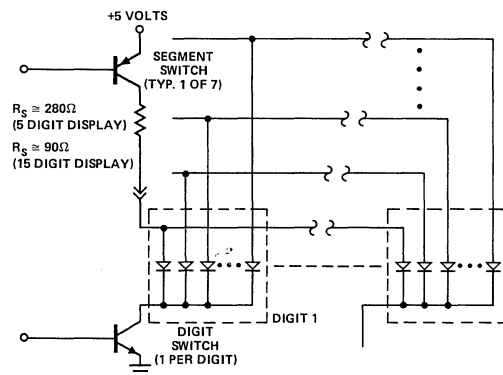 +5 VOLTS
SEGMENT
SWITCH
(TYP. 1 OF 7)
R_S ≅ 280Ω
(5 DIGIT DISPLAY)
R_S ≅ 90Ω
(15 DIGIT DISPLAY)
DIGIT 1
DIGIT
SWITCH
(1 PER DIGIT)